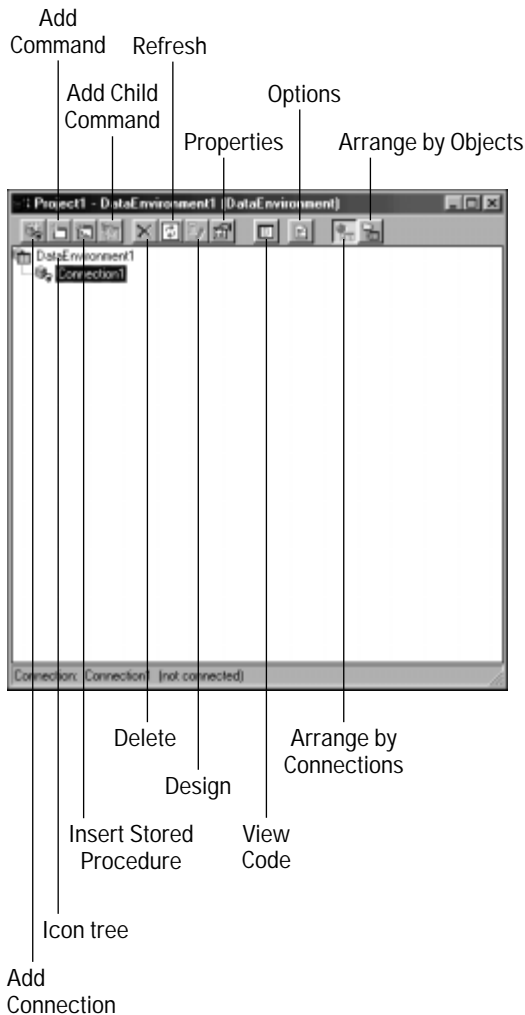 Add
Command
Refresh
Add Child
Command
Options
Properties
Arrange by Objects
Project1 - DataEnvironment1 (DataEnvironment)
DataEnvironment1
Connection1
Connection: Connection1 (not connected)
Delete
Arrange by
Connections
Design
Insert Stored
Procedure
View
Code
Icon tree
Add
Connection